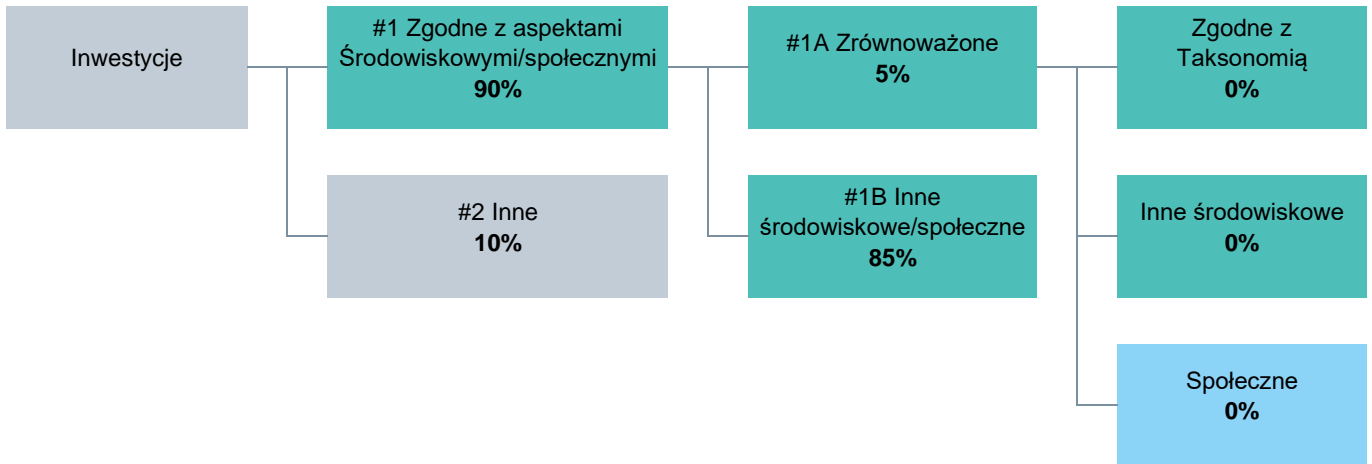 Inwestycje
#1 Zgodne z aspektami
Środowiskowymi/społecznymi
90%
#1A Zrównoważone
5%
Zgodne z
Taksonomią
0%
#2 Inne
10%
#1B Inne
środowiskowe/społeczne
85%
Inne środowiskowe
0%
Społeczne
0%